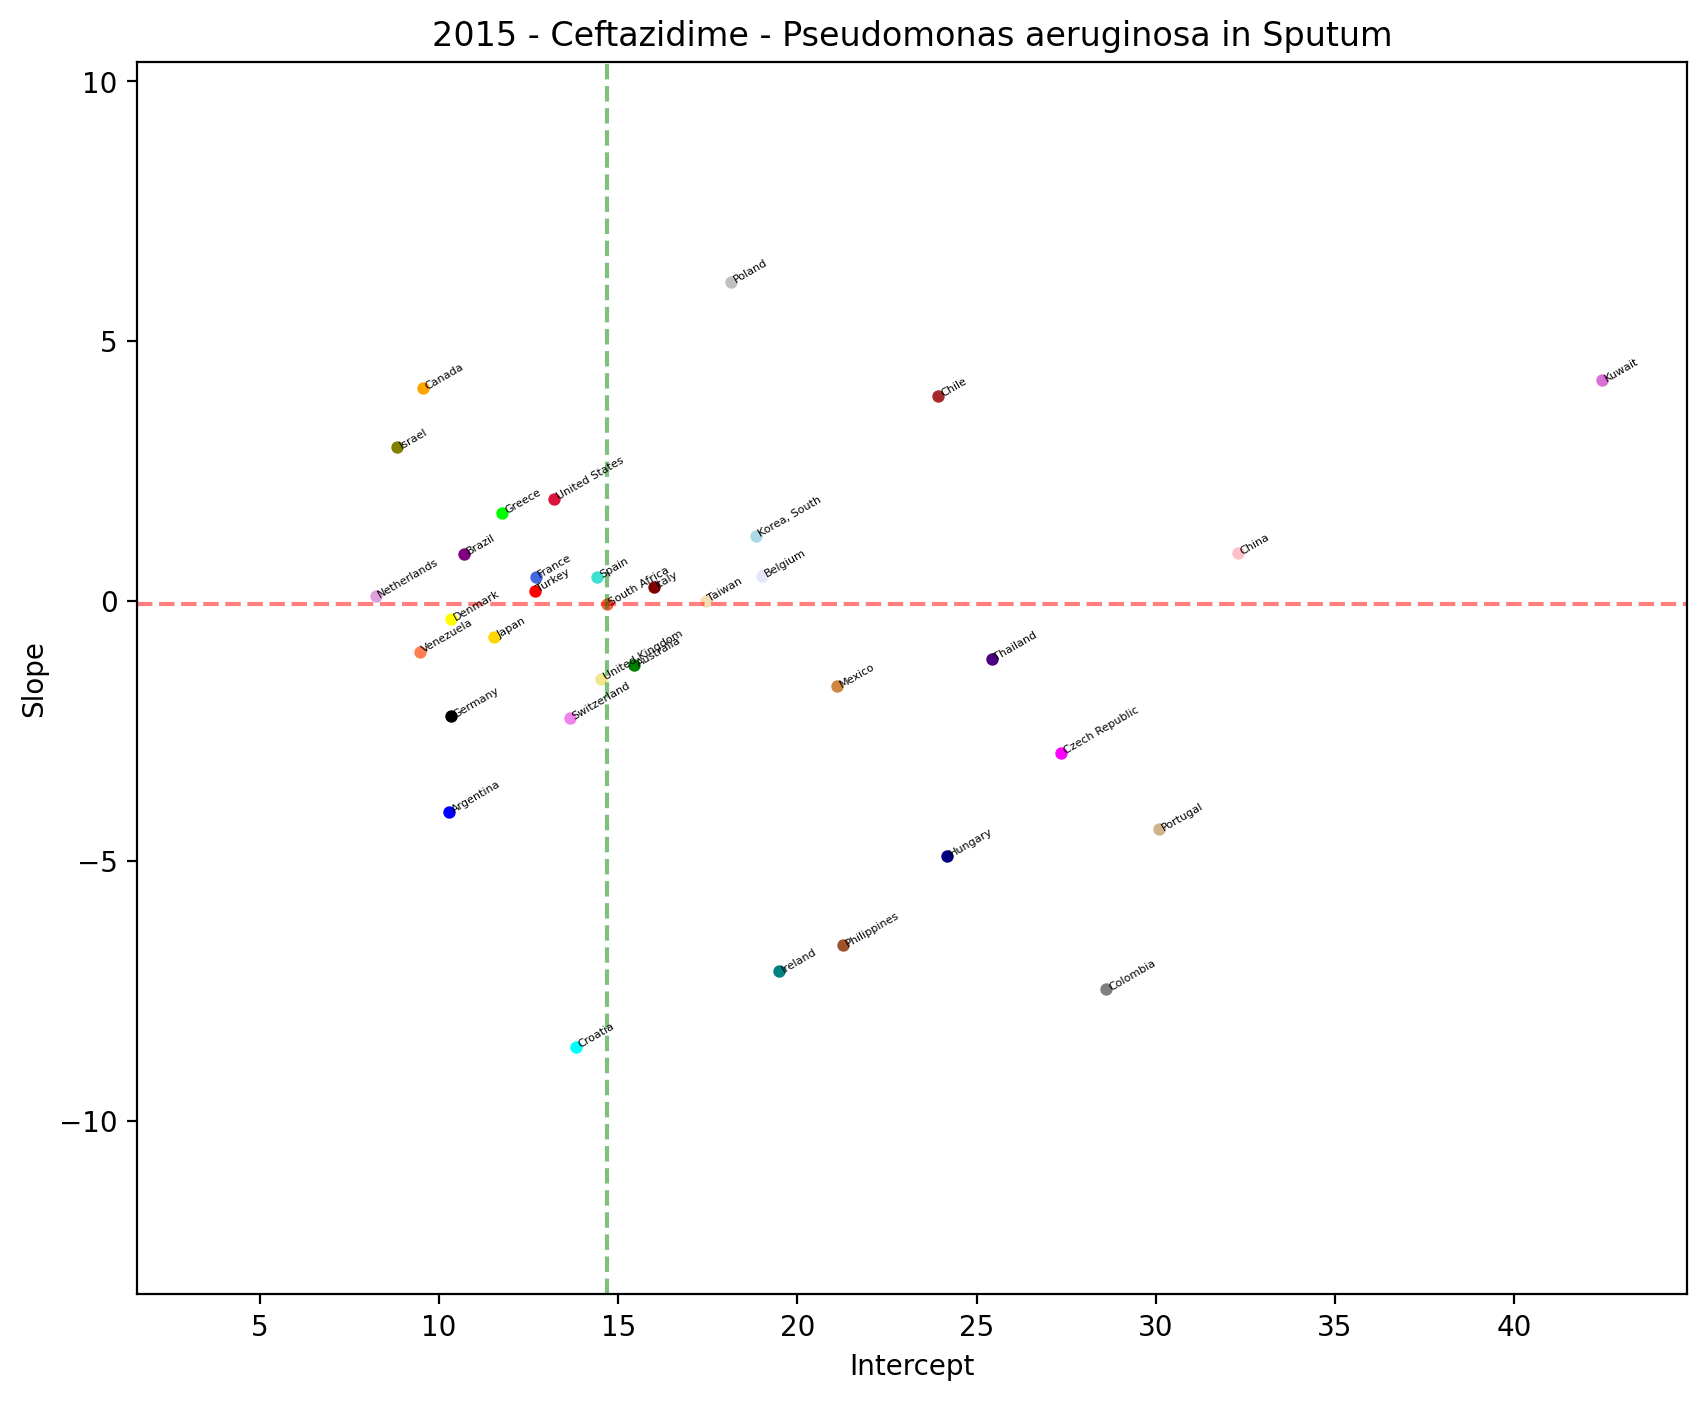 2015 - Ceftazidime - Pseudomonas aeruginosa in Sputum
10
5
0
−5
−10
Slope
Poland
Kuwait
Canada
Chile
Israel
United States
Greece
Korea, South
Brazil
China
France
Spain
Belgium
Netherlands
Turkey
South Africa
Italy
Taiwan
Denmark
Venezuela
Japan
United Kingdom
Australia
Thailand
Mexico
Germany
Switzerland
Czech Republic
Argentina
Portugal
Hungary
Philippines
Ireland
Colombia
Croatia
5
10
15
20
25
30
35
40
Intercept